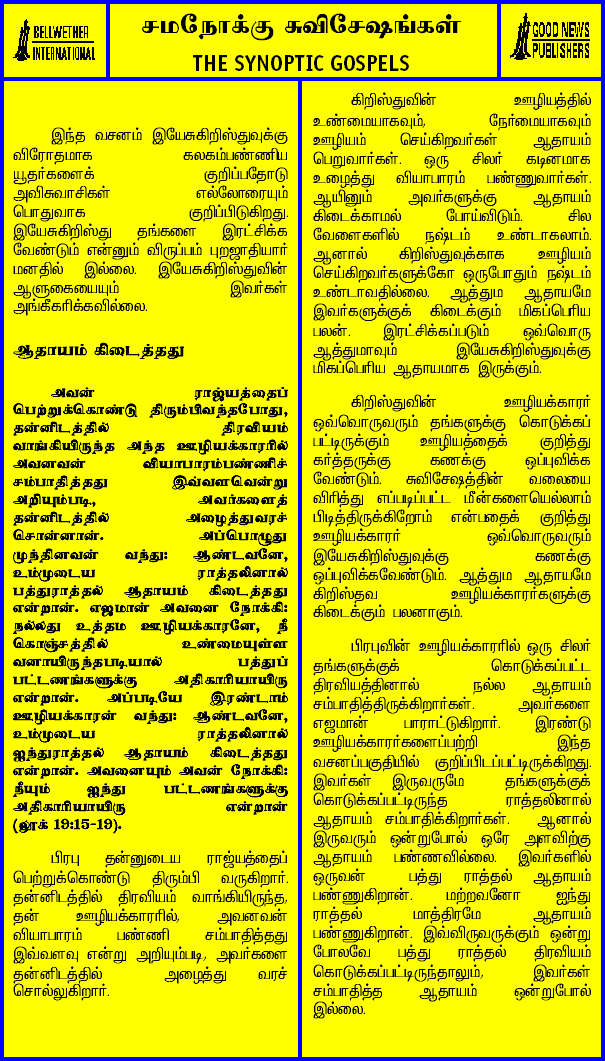 BELLWETHER
INTERNATIONAL
சமநோக்கு சுவிசேஷங்கள்
THE SYNOPTIC GOSPELS
GOOD NEWS
PUBLISHERS
இந்த வசனம் இயேசுகிறிஸ்துவுக்கு
விரோதமாக கலகம்பண்ணிய
யூதர்களைக் குறிப்பதோடு
அவிசுவாசிகள் எல்லோரையும்
பொதுவாக குறிப்பிடுகிறது.
இயேசுகிறிஸ்து தங்களை இரட்சிக்க
வேண்டும் என்னும் விருப்பம் புறஜாதியார்
மனதில் இல்லை. இயேசுகிறிஸ்துவின்
ஆளுகையையும் இவர்கள்
அங்கீகரிக்கவில்லை.
ஆதாயம் கிடைத்தது
அவன் ராஜ்யத்தைப்
பெற்றுக்கொண்டு திரும்பிவந்தபோது,
தன்னிடத்தில் திரவியம்
வாங்கியிருந்த அந்த ஊழியக்காரரில்
அவனவன் வியாபாரம்பண்ணிச்
சம்பாதித்தது இவ்வளவென்று
அறியும்படி, அவர்களைத்
தன்னிடத்தில் அழைத்துவரச்
சொன்னான். அப்பொழுது
முந்தினவன் வந்து: ஆண்டவனே,
உம்முடைய ராத்தலினால்
பத்துராத்தல் ஆதாயம் கிடைத்தது
என்றான். எஜமான் அவனை நோக்கி:
நல்லது உத்தம ஊழியக்காரனே, நீ
கொஞ்சத்தில் உண்மையுள்ள
வனாயிருந்தபடியால் பத்துப்
பட்டணங்களுக்கு அதிகாரியாயிரு
என்றான். அப்படியே இரண்டாம்
ஊழியக்காரன் வந்து: ஆண்டவனே,
உம்முடைய ராத்தலினால்
ஐந்துராத்தல் ஆதாயம் கிடைத்தது
என்றான். அவனையும் அவன் நோக்கி:
நீயும் ஐந்து பட்டணங்களுக்கு
அதிகாரியாயிரு என்றான்
(லூக் 19:15-19).
பிரபு தன்னுடைய ராஜ்யத்தைப்
பெற்றுக்கொண்டு திரும்பி வருகிறார்.
தன்னிடத்தில் திரவியம் வாங்கியிருந்த,
தன் ஊழியக்காரரில், அவனவன்
வியாபாரம் பண்ணி சம்பாதித்தது
இவ்வளவு என்று அறியும்படி, அவர்களை
தன்னிடத்தில் அழைத்து வரச்
சொல்லுகிறார்.
கிறிஸ்துவின் ஊழியத்தில்
உண்மையாகவும், நேர்மையாகவும்
ஊழியம் செய்கிறவர்கள் ஆதாயம்
பெறுவார்கள். ஒரு சிலர் கடினமாக
உழைத்து வியாபாரம் பண்ணுவார்கள்.
ஆயினும் அவர்களுக்கு ஆதாயம்
கிடைக்காமல் போய்விடும். சில
வேளைகளில் நஷ்டம் உண்டாகலாம்.
ஆனால் கிறிஸ்துவுக்காக ஊழியம்
செய்கிறவர்களுக்கோ ஒருபோதும் நஷ்டம்
உண்டாவதில்லை. ஆத்தும ஆதாயமே
இவர்களுக்குக் கிடைக்கும் மிகப்பெரிய
பலன். இரட்சிக்கப்படும் ஒவ்வொரு
ஆத்துமாவும் இயேசுகிறிஸ்துவுக்கு
மிகப்பெரிய ஆதாயமாக இருக்கும்.
கிறிஸ்துவின் ஊழியக்காரர்
ஒவ்வொருவரும் தங்களுக்கு கொடுக்கப்
பட்டிருக்கும் ஊழியத்தைக் குறித்து
கர்த்தருக்கு கணக்கு ஒப்புவிக்க
வேண்டும். சுவிசேஷத்தின் வலையை
விரித்து எப்படிப்பட்ட மீன்களையெல்லாம்
பிடித்திருக்கிறோம் என்பதைக் குறித்து
ஊழியக்காரர் ஒவ்வொருவரும்
இயேசுகிறிஸ்துவுக்கு கணக்கு
ஒப்புவிக்கவேண்டும். ஆத்தும ஆதாயமே
கிறிஸ்தவ ஊழியக்காரர்களுக்கு
கிடைக்கும் பலனாகும்.
பிரபுவின் ஊழியக்காரரில் ஒரு சிலர்
தங்களுக்குக் கொடுக்கப்பட்ட
திரவியத்தினால் நல்ல ஆதாயம்
சம்பாதித்திருக்கிறார்கள். அவர்களை
எஜமான் பாராட்டுகிறார். இரண்டு
ஊழியக்காரர்களைப்பற்றி இந்த
வசனப்பகுதியில் குறிப்பிடப்பட்டிருக்கிறது.
இவர்கள் இருவருமே தங்களுக்குக்
கொடுக்கப்பட்டிருந்த ராத்தலினால்
ஆதாயம் சம்பாதிக்கிறார்கள். ஆனால்
இருவரும் ஒன்றுபோல் ஒரே அளவிற்கு
ஆதாயம் பண்ணவில்லை. இவர்களில்
ஒருவன் பத்து ராத்தல் ஆதாயம்
பண்ணுகிறான். மற்றவனோ ஐந்து
ராத்தல் மாத்திரமே ஆதாயம்
பண்ணுகிறான். இவ்விருவருக்கும் ஒன்று
போலவே பத்து ராத்தல் திரவியம்
கொடுக்கப்பட்டிருந்தாலும், இவர்கள்
சம்பாதித்த ஆதாயம் ஒன்றுபோல்
இல்லை.